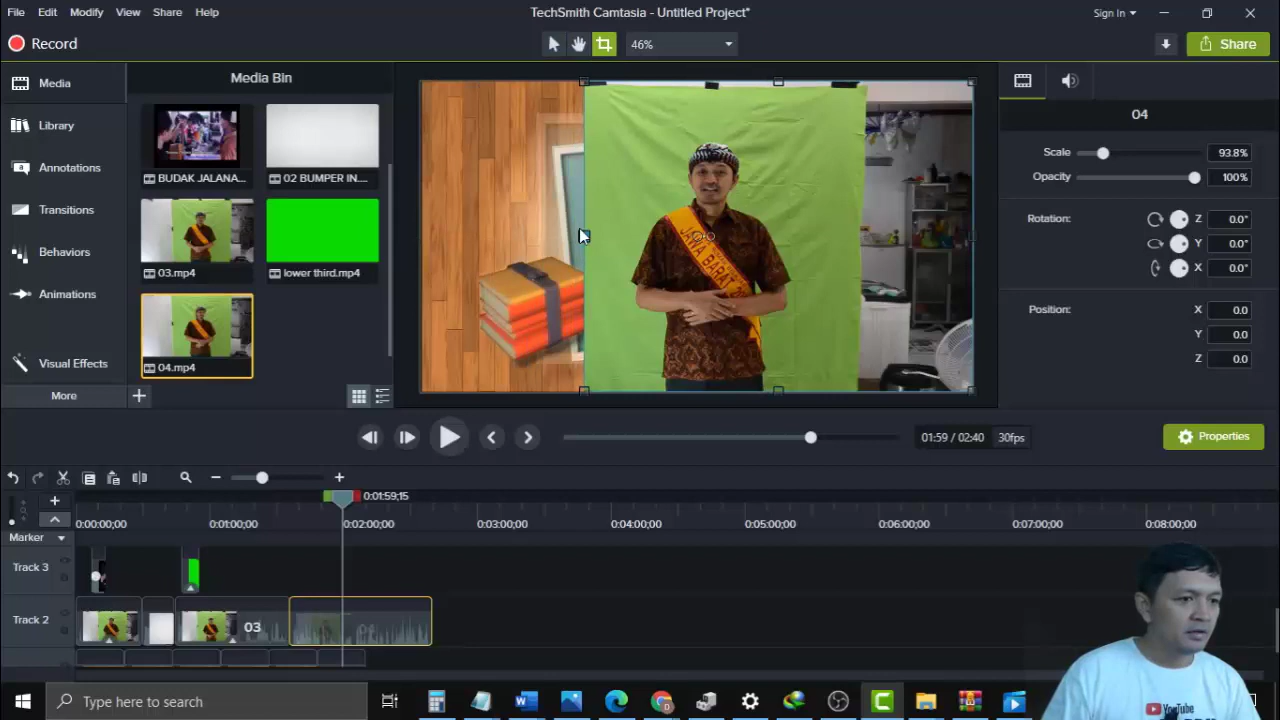 File Edit Modify View Share Help
TechSmith Camtasia - Untitled Project*
Sign In
Record
46%
Share
Media
Library
Annotations
Transitions
Behaviors
Animations
Visual Effects
More
Media Bin
BUDAK JALANA...
02 BUMPER IN....
03.mp4
lower third.mp4
04.mp4
JAWA BARAT
04
Scale 93.8%
Opacity 100%
Rotation: Z 0.0°
Y 0.0°
X 0.0°
Position: X 0.0
Y 0.0
Z 0.0
01:59 / 02:40 30fps
Properties
0:01:59;15
0:00:00;00 0:01:00;00 0:02:00;00 0:03:00;00 0:04:00;00 0:05:00;00 0:06:00;00 0:07:00;00 0:08:00;00
Marker
Track 3
Track 2
03
Type here to search
YouTube